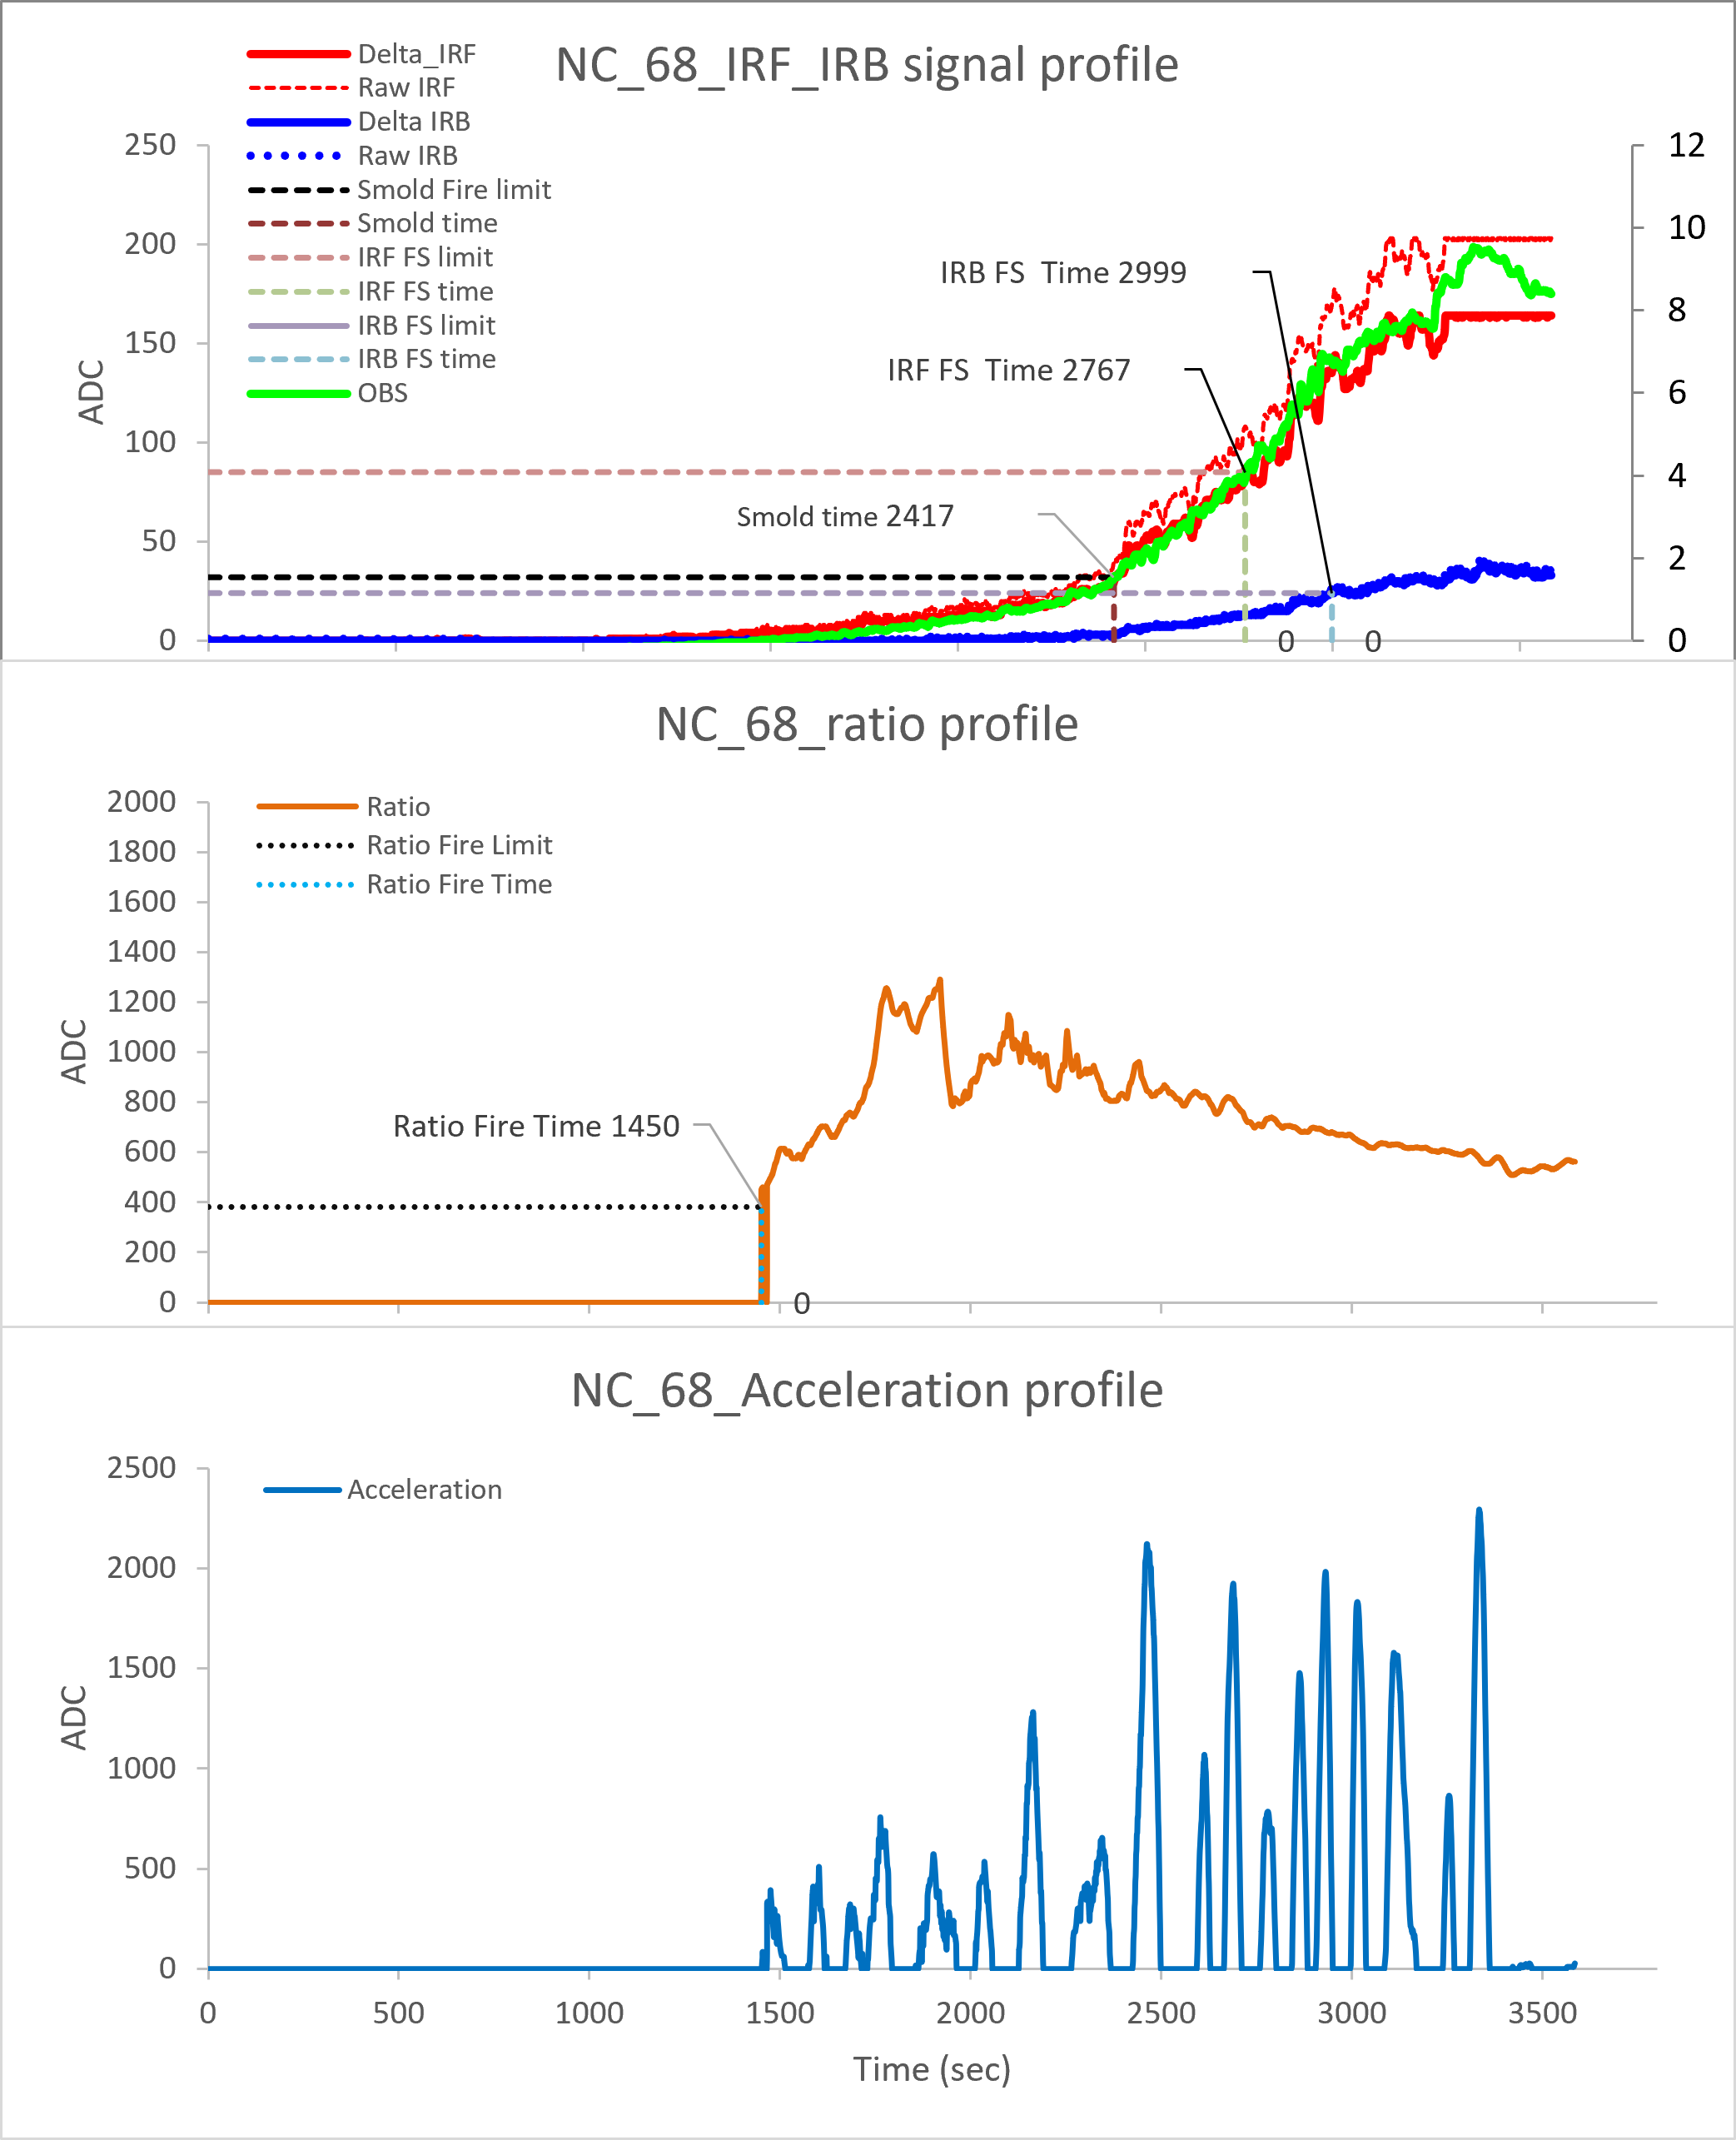 NC_68_IRF_IRB signal profile
Delta_IRF
Raw IRF
Delta IRB
Raw IRB
Smold Fire limit
Smold time
IRF FS limit
IRF FS time
IRB FS limit
IRB FS time
OBS
250
200
150
100
50
0
ADC
12
10
8
6
4
2
0
IRB FS  Time 2999
IRF FS  Time 2767
Smold time 2417
0
0
NC_68_ratio profile
Ratio
Ratio Fire Limit
Ratio Fire Time
2000
1800
1600
1400
1200
1000
800
600
400
200
0
ADC
Ratio Fire Time 1450
0
NC_68_Acceleration profile
Acceleration
2500
2000
1500
1000
500
0
ADC
0 500 1000 1500 2000 2500 3000 3500
Time (sec)